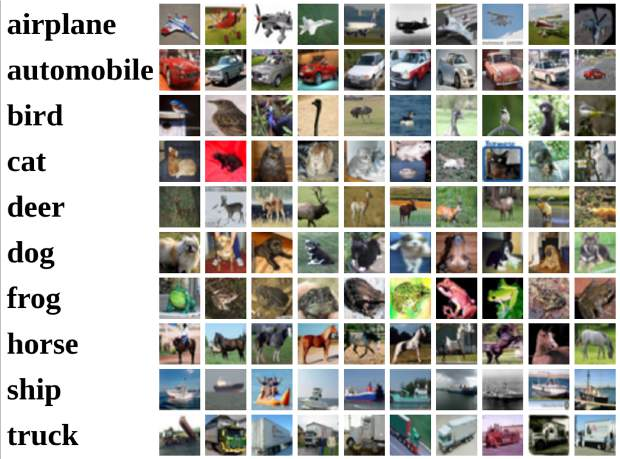 airplane
automobile
bird
cat
deer
dog
frog
horse
ship
truck